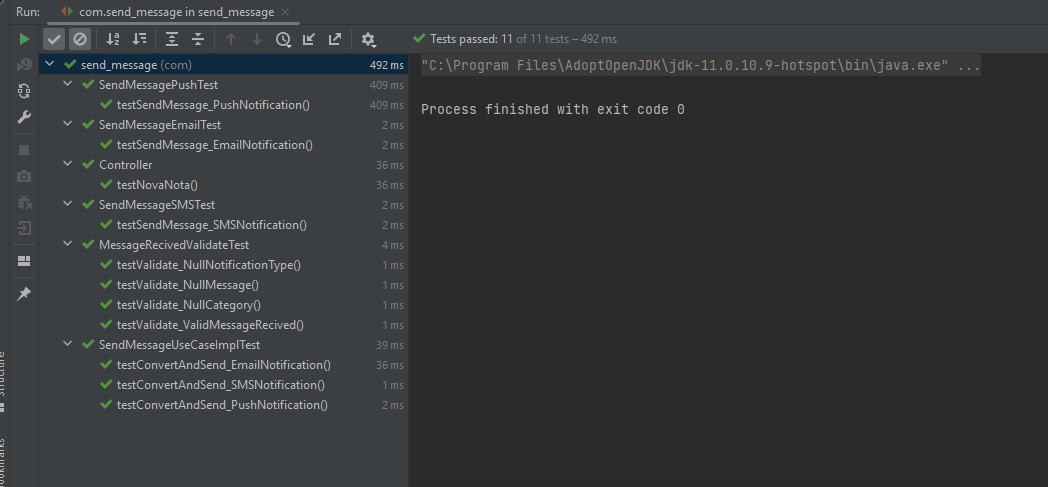 Run: com.send_message in send_message
Tests passed: 11 of 11 tests – 492 ms
send_message (com) 492 ms
SendMessagePushTest 409 ms
testSendMessage_PushNotification() 409 ms
SendMessageEmailTest 2 ms
testSendMessage_EmailNotification() 2 ms
Controller 36 ms
testNovaNota() 36 ms
SendMessageSMSTest 2 ms
testSendMessage_SMSNotification() 2 ms
MessageRecivedValidateTest 4 ms
testValidate_NullNotificationType() 1 ms
testValidate_NullMessage() 1 ms
testValidate_NullCategory() 1 ms
testValidate_ValidMessageRecived() 1 ms
SendMessageUseCaseImplTest 39 ms
testConvertAndSend_EmailNotification() 36 ms
testConvertAndSend_SMSNotification() 1 ms
testConvertAndSend_PushNotification() 2 ms
"C:\Program Files\AdoptOpenJDK\jdk-11.0.10.9-hotspot\bin\java.exe" ...
Process finished with exit code 0